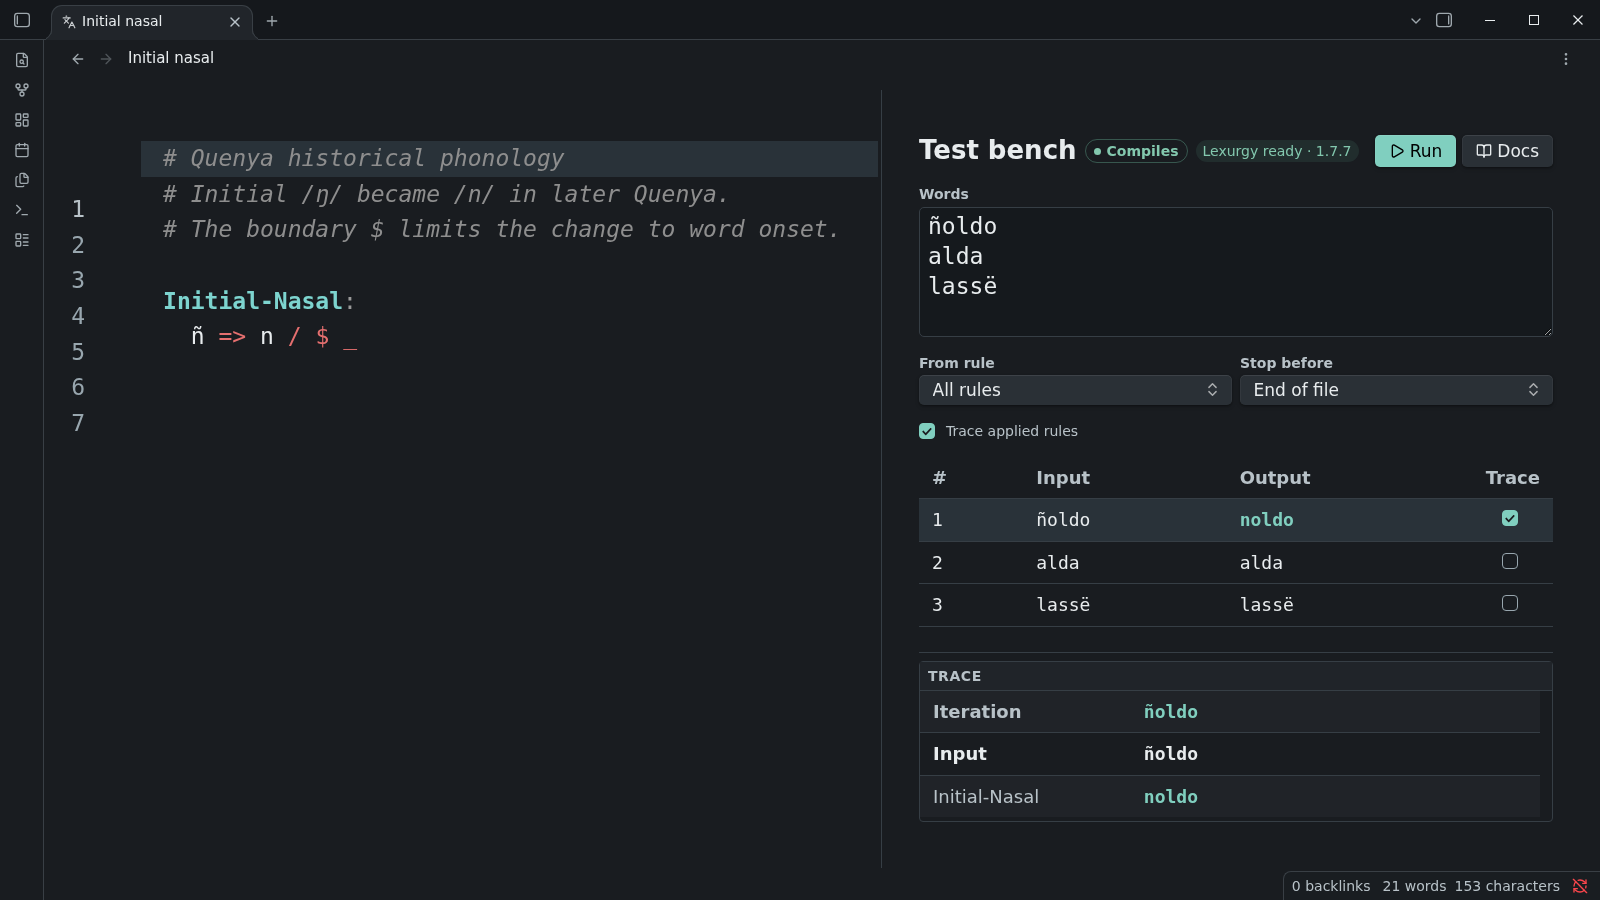 Initial nasal
Initial nasal
# Quenya historical phonology
# Initial /ŋ/ became /n/ in later Quenya.
# The boundary $ limits the change to word onset.
Initial-Nasal:
ñ => n / $ _
1
2
3
4
5
6
7
Test bench
Compiles
Lexurgy ready · 1.7.7
Run
Docs
Words
ñoldo
alda
lassë
From rule
Stop before
All rules
End of file
Trace applied rules
# Input Output Trace
1 ñoldo noldo
2 alda alda
3 lassë lassë
TRACE
Iteration ñoldo
Input ñoldo
Initial-Nasal noldo
0 backlinks 21 words 153 characters